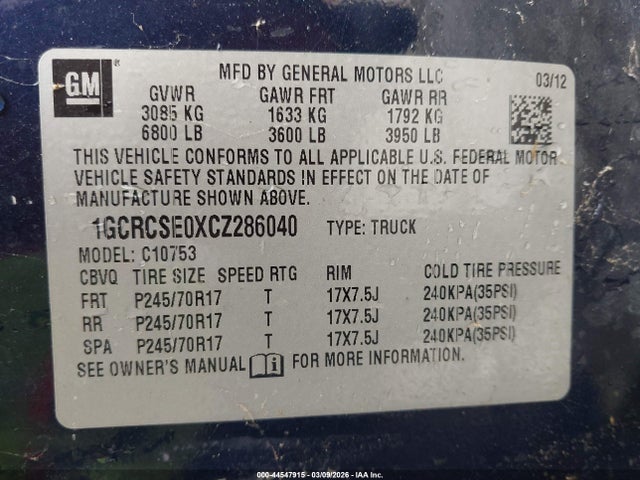 GM
MFD BY GENERAL MOTORS LLC 03/12
GVWR GAWR FRT GAWR RR
3085 KG 1633 KG 1792 KG
6800 LB 3600 LB 3950 LB
THIS VEHICLE CONFORMS TO ALL APPLICABLE U.S. FEDERAL MOTOR
VEHICLE SAFETY STANDARDS IN EFFECT ON THE DATE OF
MANUFACTURE SHOWN ABOVE.
1GCRCSE0XCZ286040 TYPE: TRUCK
MODEL: C10753
CBVQ TIRE SIZE SPEED RTG RIM COLD TIRE PRESSURE
FRT P245/70R17 T 17X7.5J 240KPA(35PSI)
RR P245/70R17 T 17X7.5J 240KPA(35PSI)
SPA P245/70R17 T 17X7.5J 240KPA(35PSI)
SEE OWNER'S MANUAL FOR MORE INFORMATION.
000-44547915 — 03/09/2026 — IAA Inc.